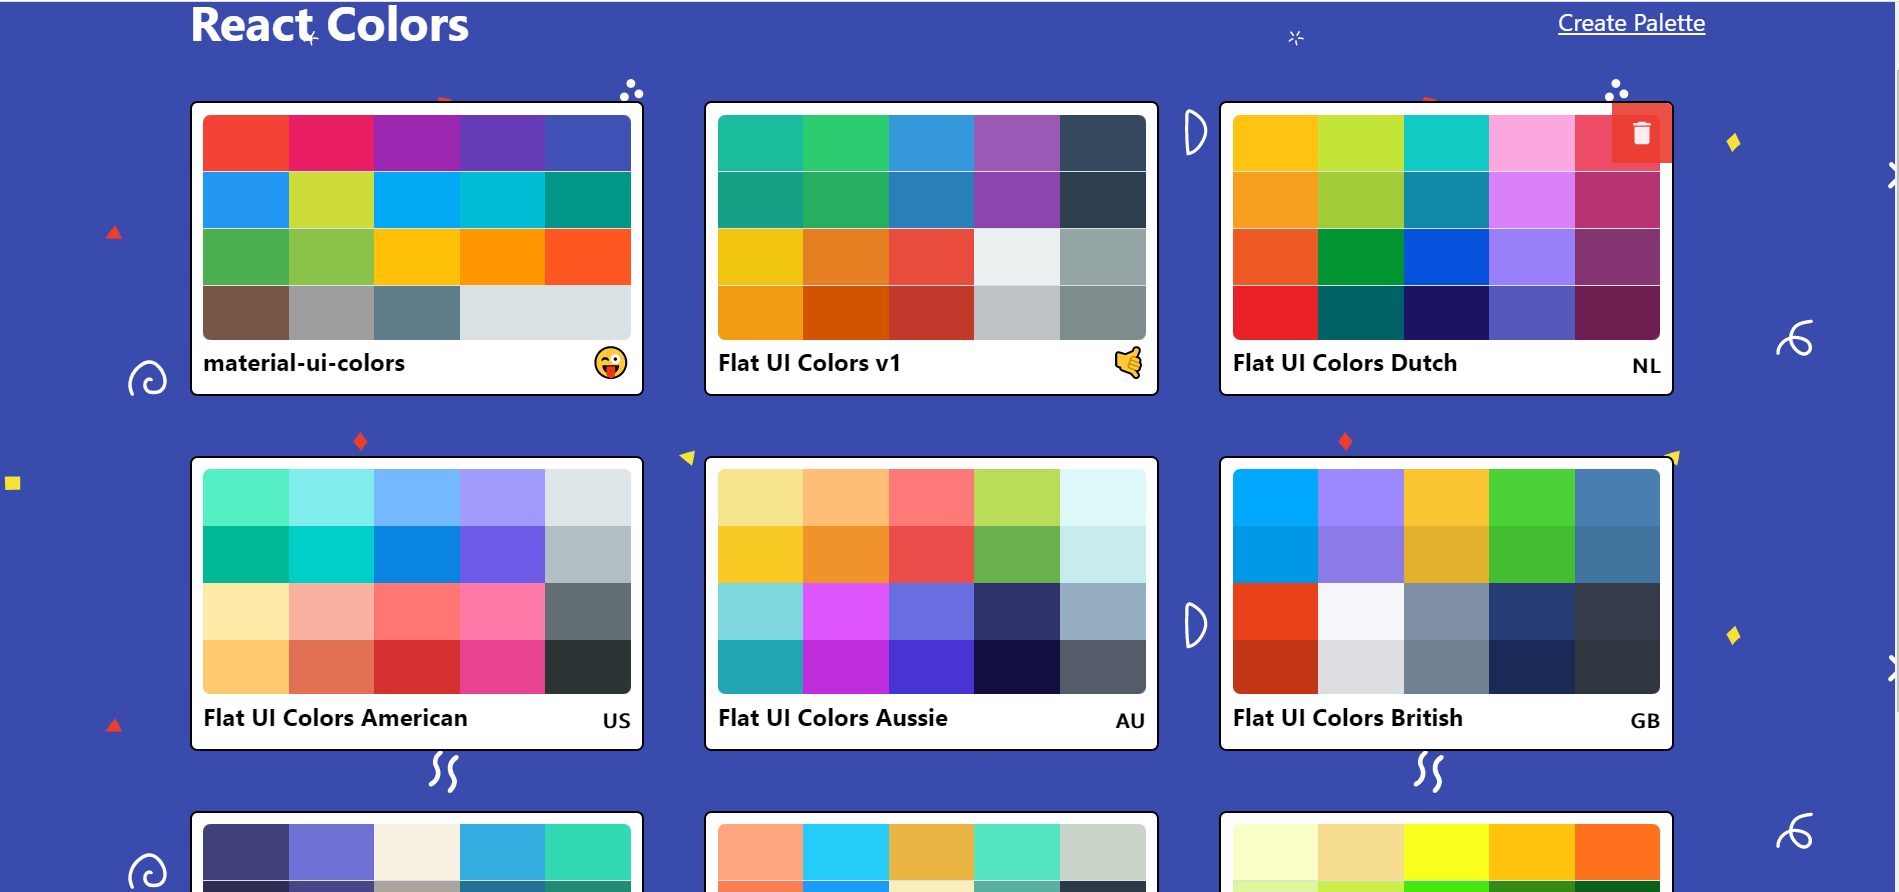 React Colors
Create Palette
material-ui-colors 😜
Flat UI Colors v1 🤙
Flat UI Colors Dutch NL
Flat UI Colors American US
Flat UI Colors Aussie AU
Flat UI Colors British GB